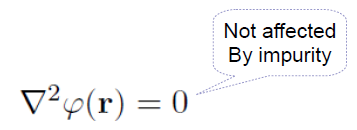 Not affected
By impurity
∇²φ(𝐫) = 0